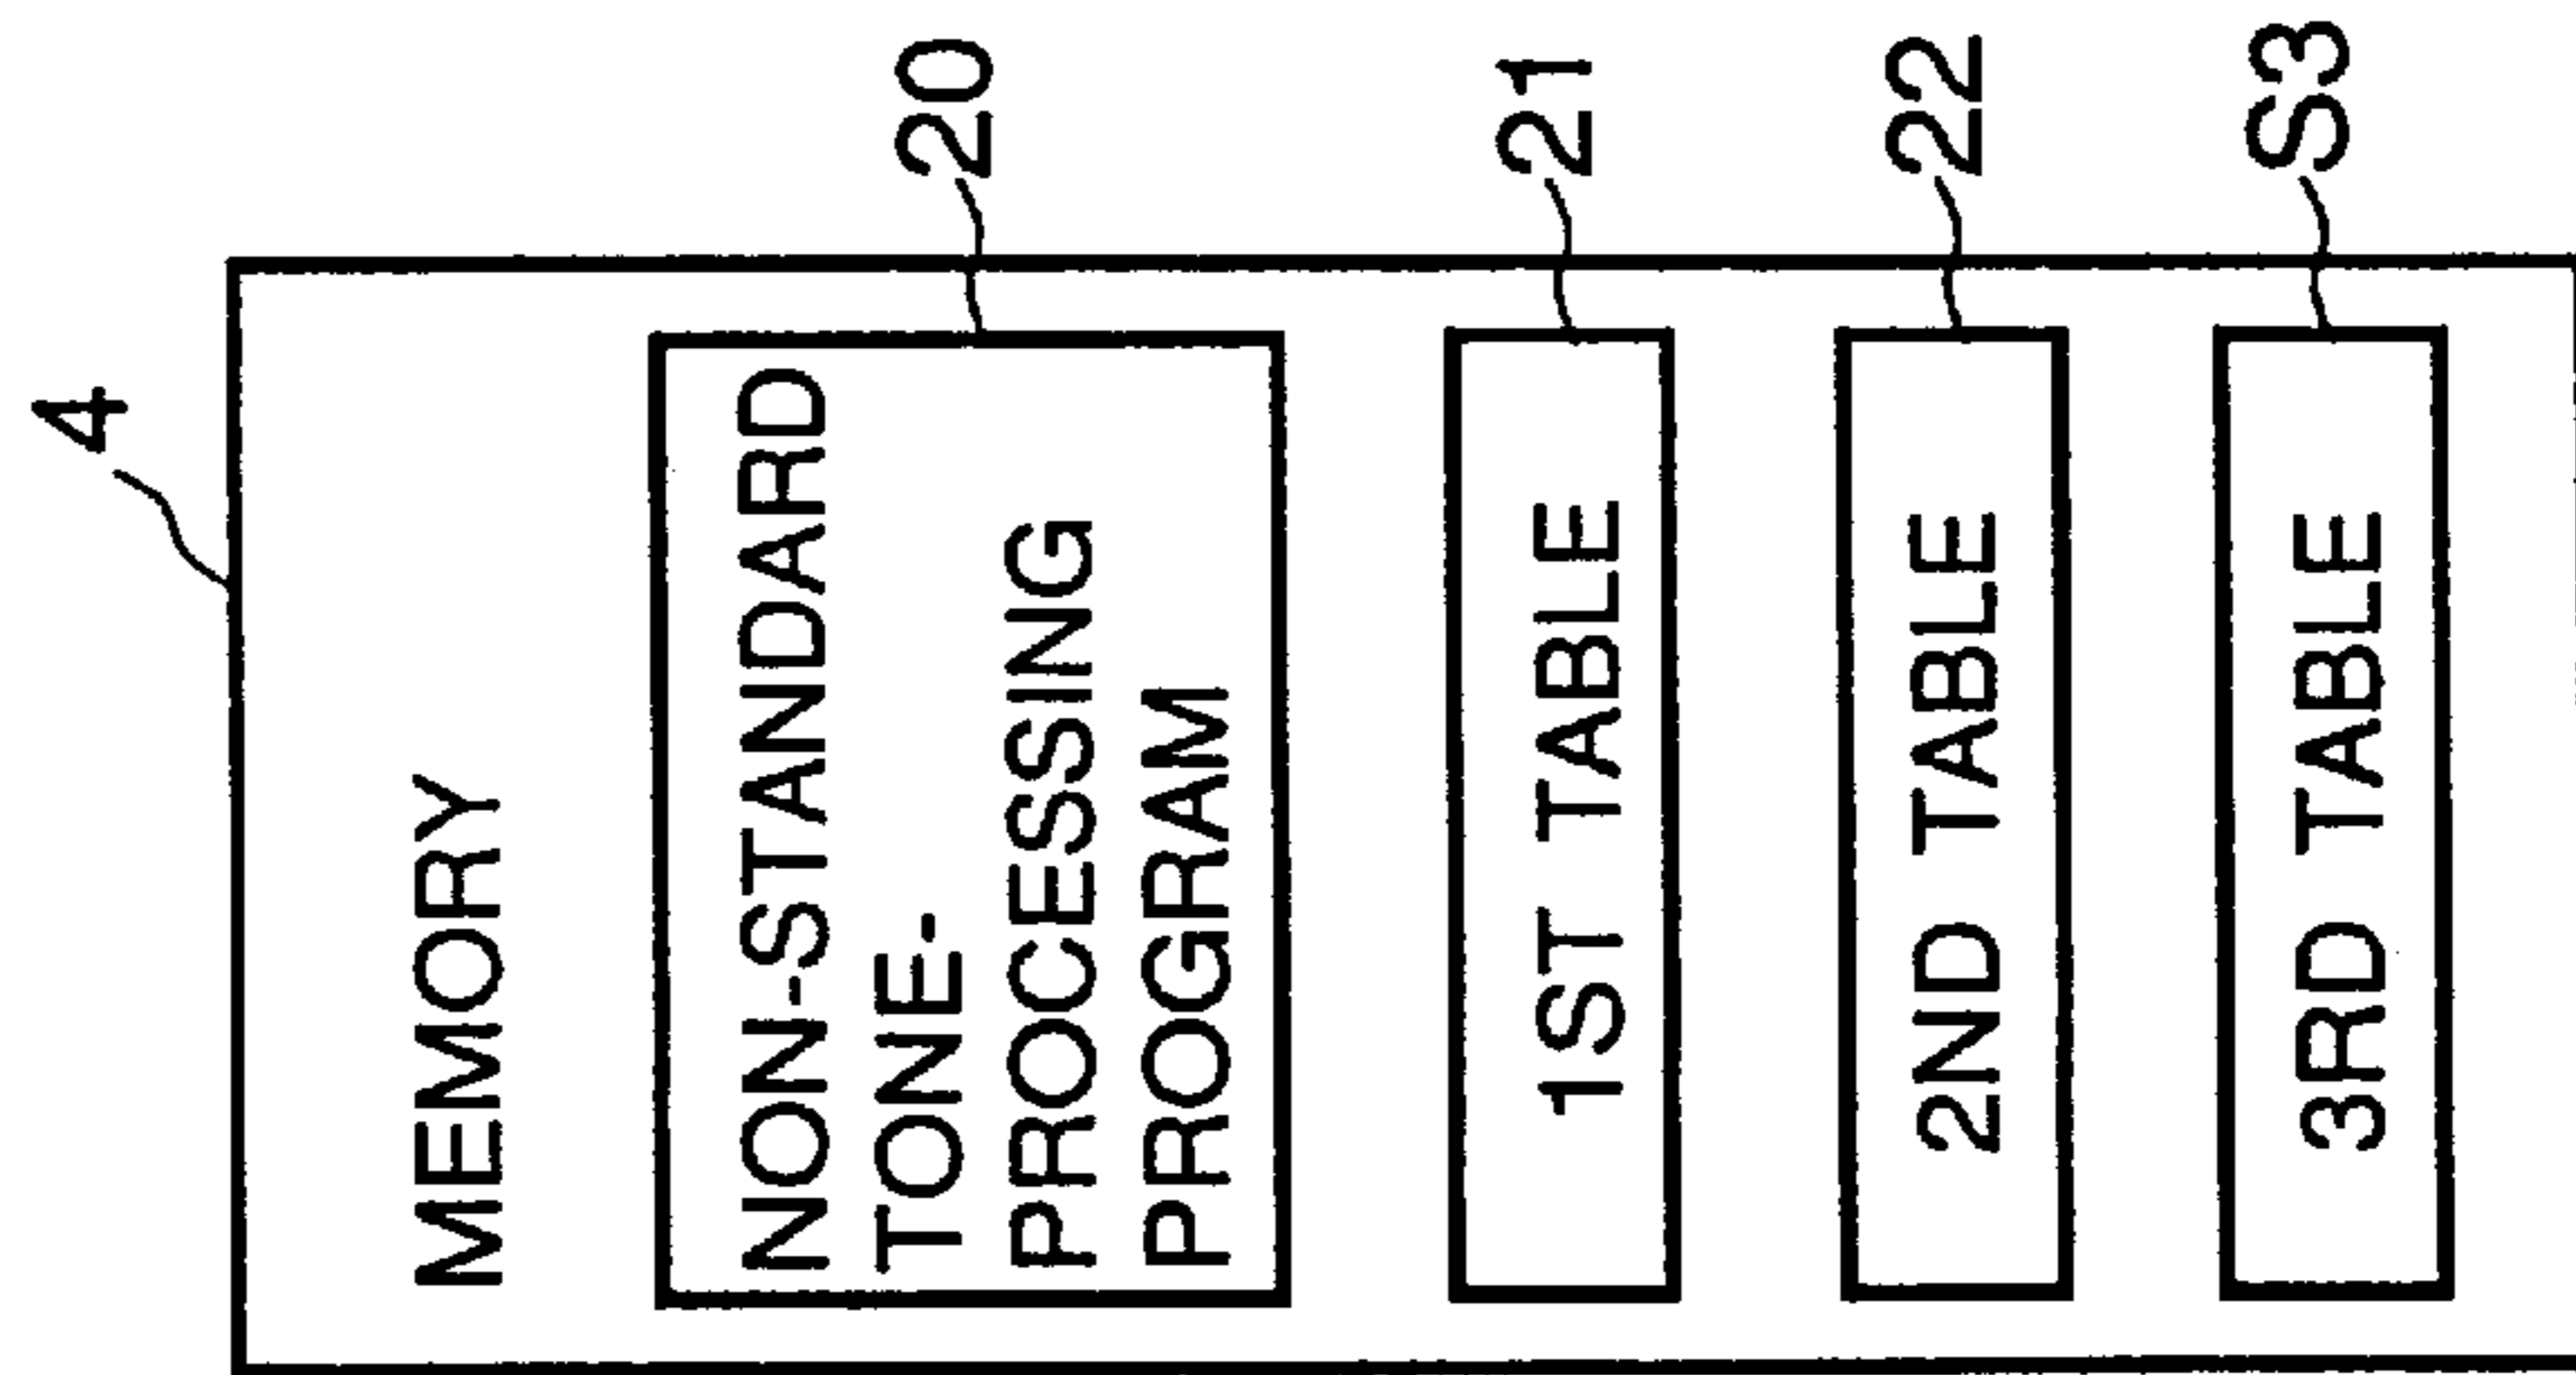 4
MEMORY
NON-STANDARD
TONE-
PROCESSING
PROGRAM
20
1ST TABLE
21
2ND TABLE
22
3RD TABLE
S3